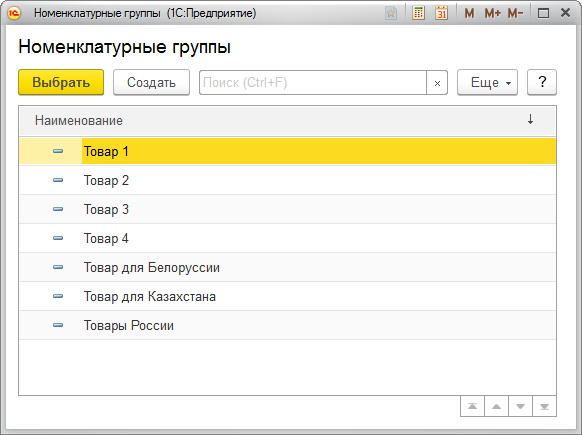 Номенклатурные группы (1С:Предприятие)
M M+ M-
31
Номенклатурные группы
Выбрать Создать Поиск (Ctrl+F) × Еще ?
Наименование ↓
Товар 1
Товар 2
Товар 3
Товар 4
Товар для Белоруссии
Товар для Казахстана
Товары России